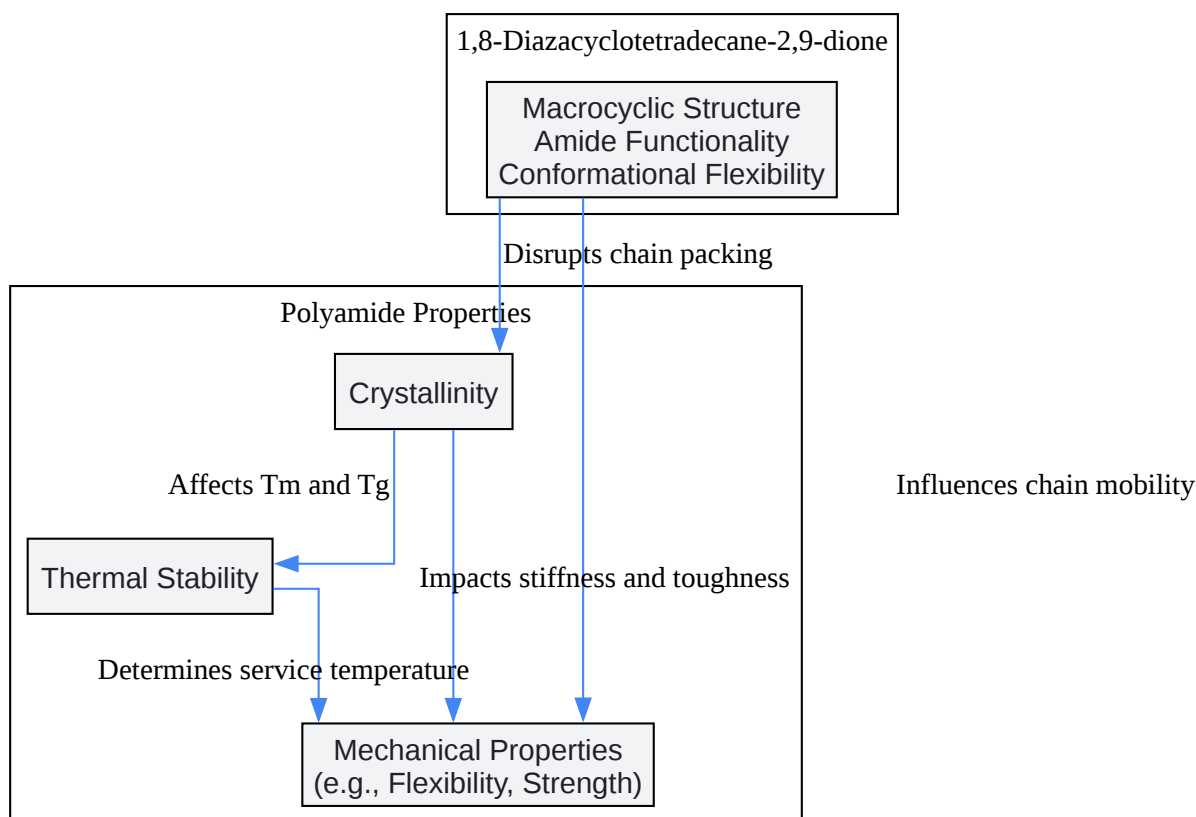 1,8-Diazacyclotetradecane-2,9-dione
Macrocyclic Structure
Amide Functionality
Conformational Flexibility
Disrupts chain packing
Polyamide Properties
Crystallinity
Affects Tm and Tg
Influences chain mobility
Thermal Stability
Impacts stiffness and toughness
Determines service temperature
Mechanical Properties
(e.g., Flexibility, Strength)